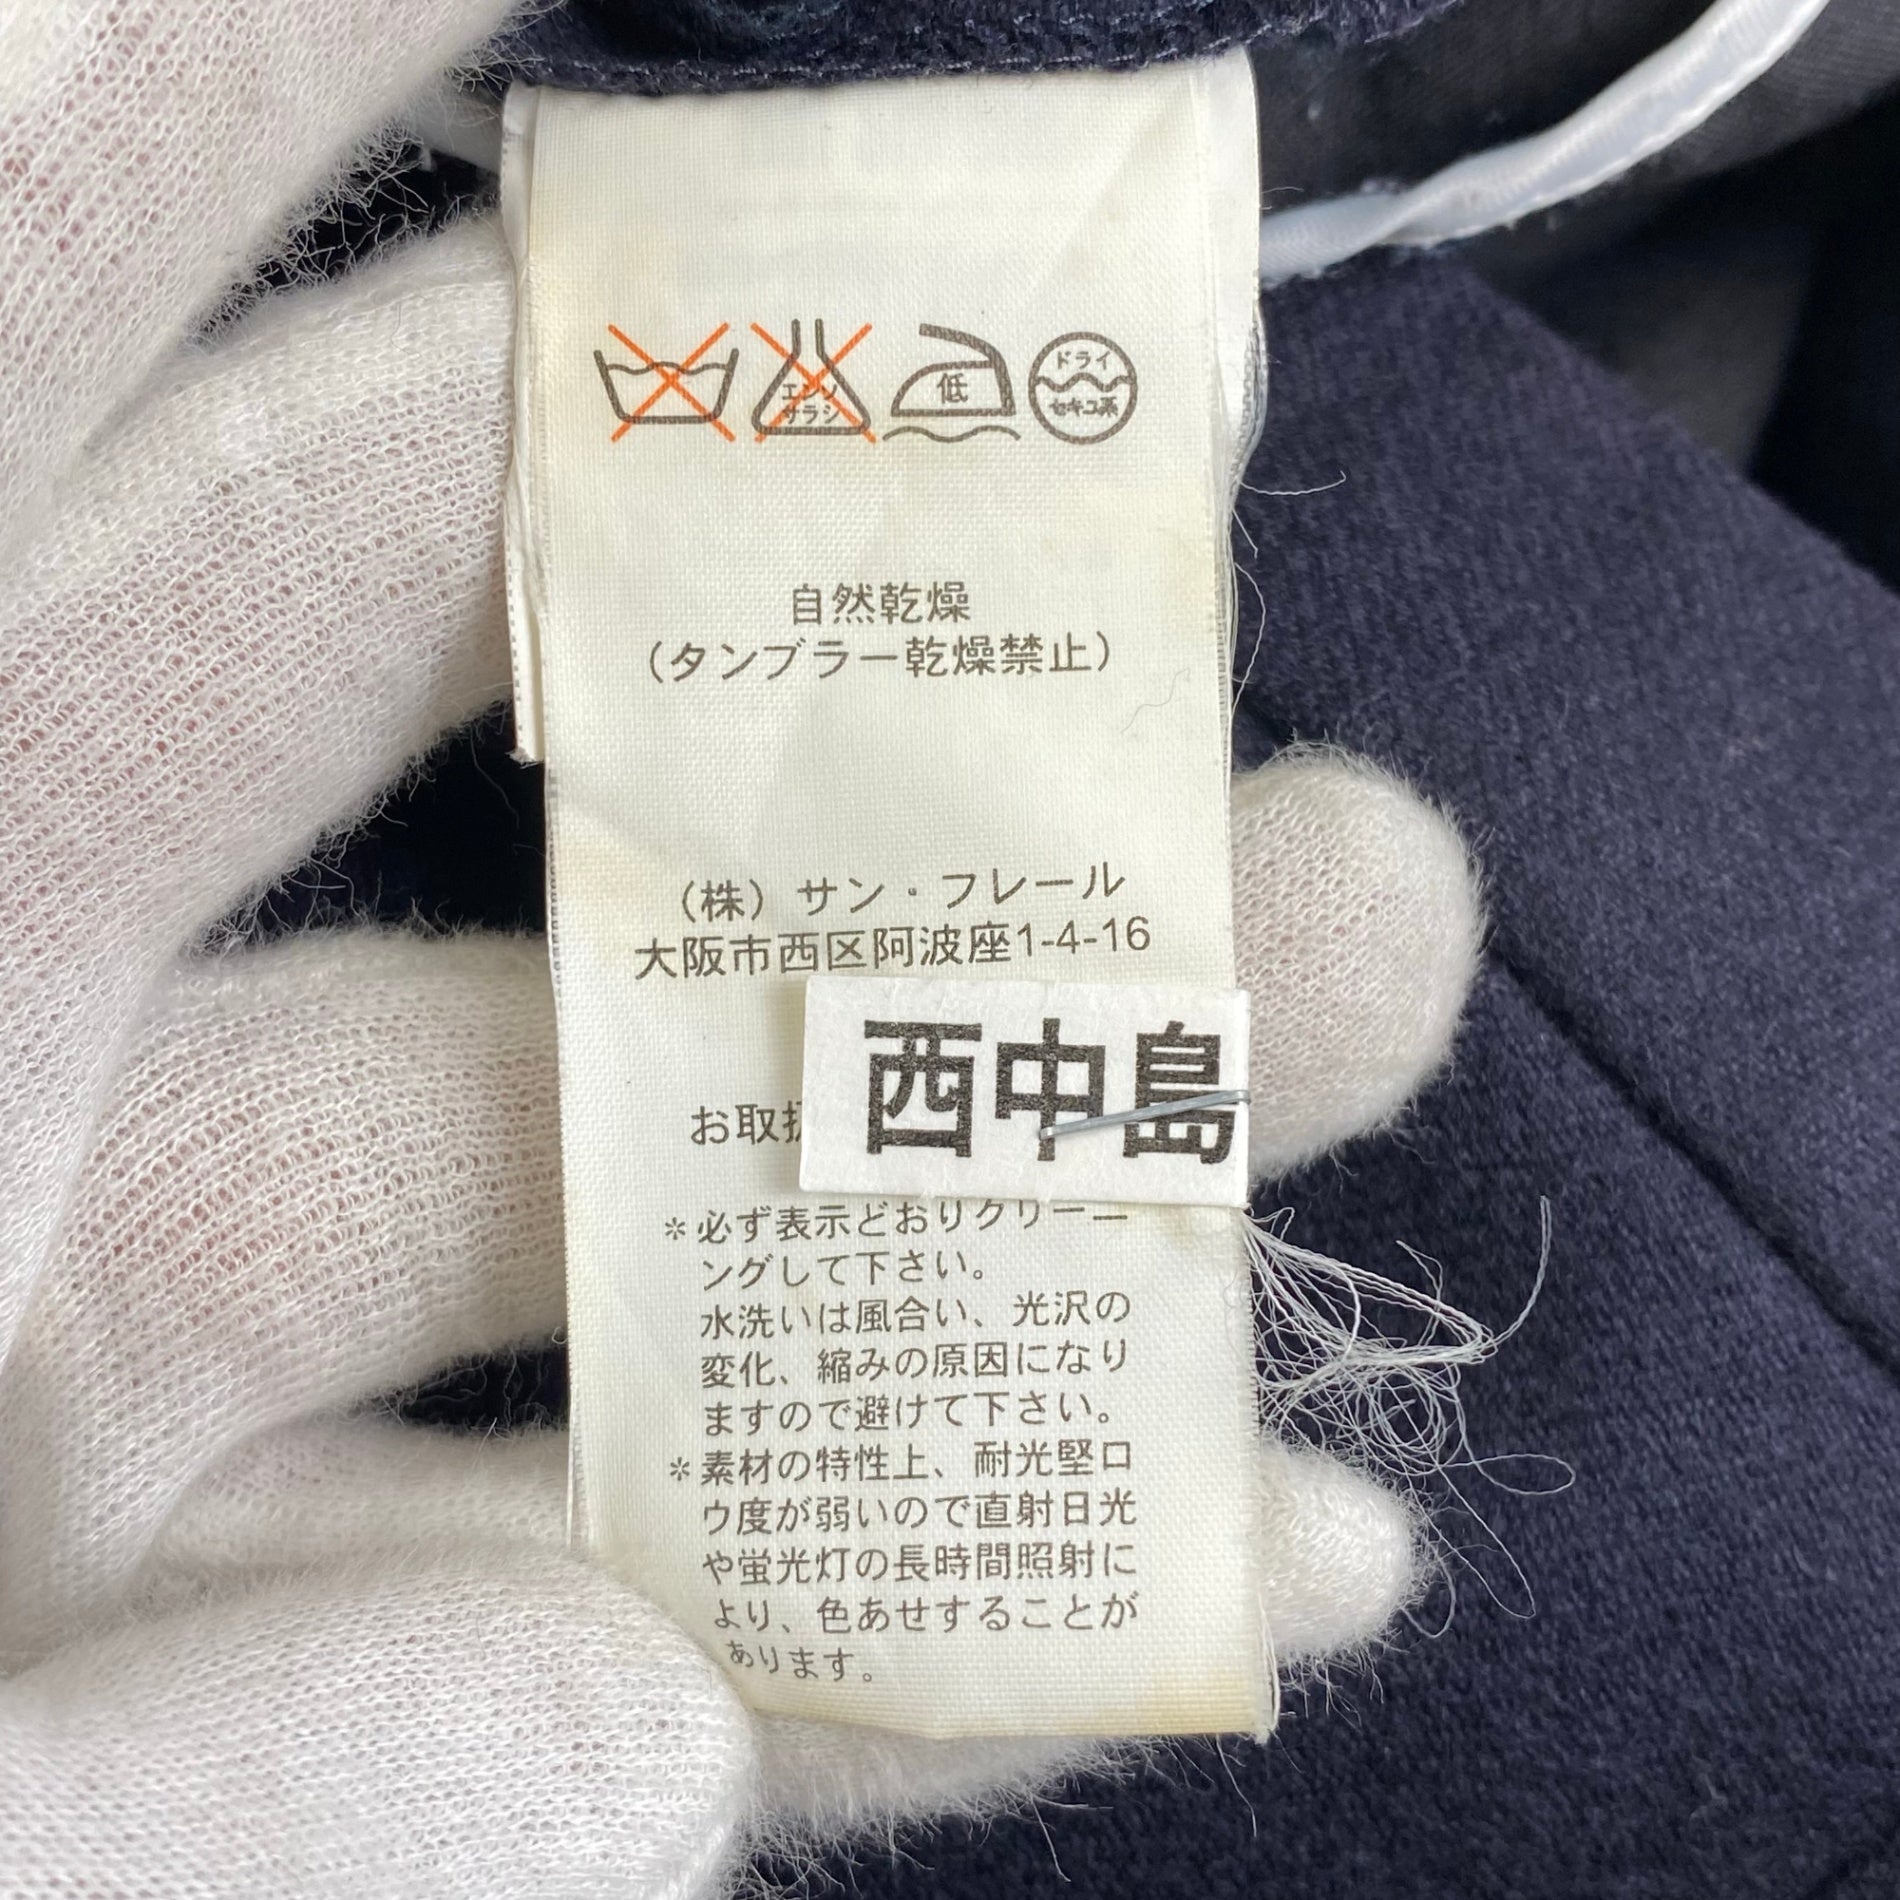 エンソ
サラシ
低
ドライ
セキユ系
自然乾燥
（タンブラー乾燥禁止）
（株）サン・フレール
大阪市西区阿波座1-4-16
西中島
お取扱
＊必ず表示どおりクリーニ
ングして下さい。
水洗いは風合い、光沢の
変化、縮みの原因になり
ますので避けて下さい。
＊素材の特性上、耐光堅ロ
ウ度が弱いので直射日光
や蛍光灯の長時間照射に
より、色あせすることが
あります。